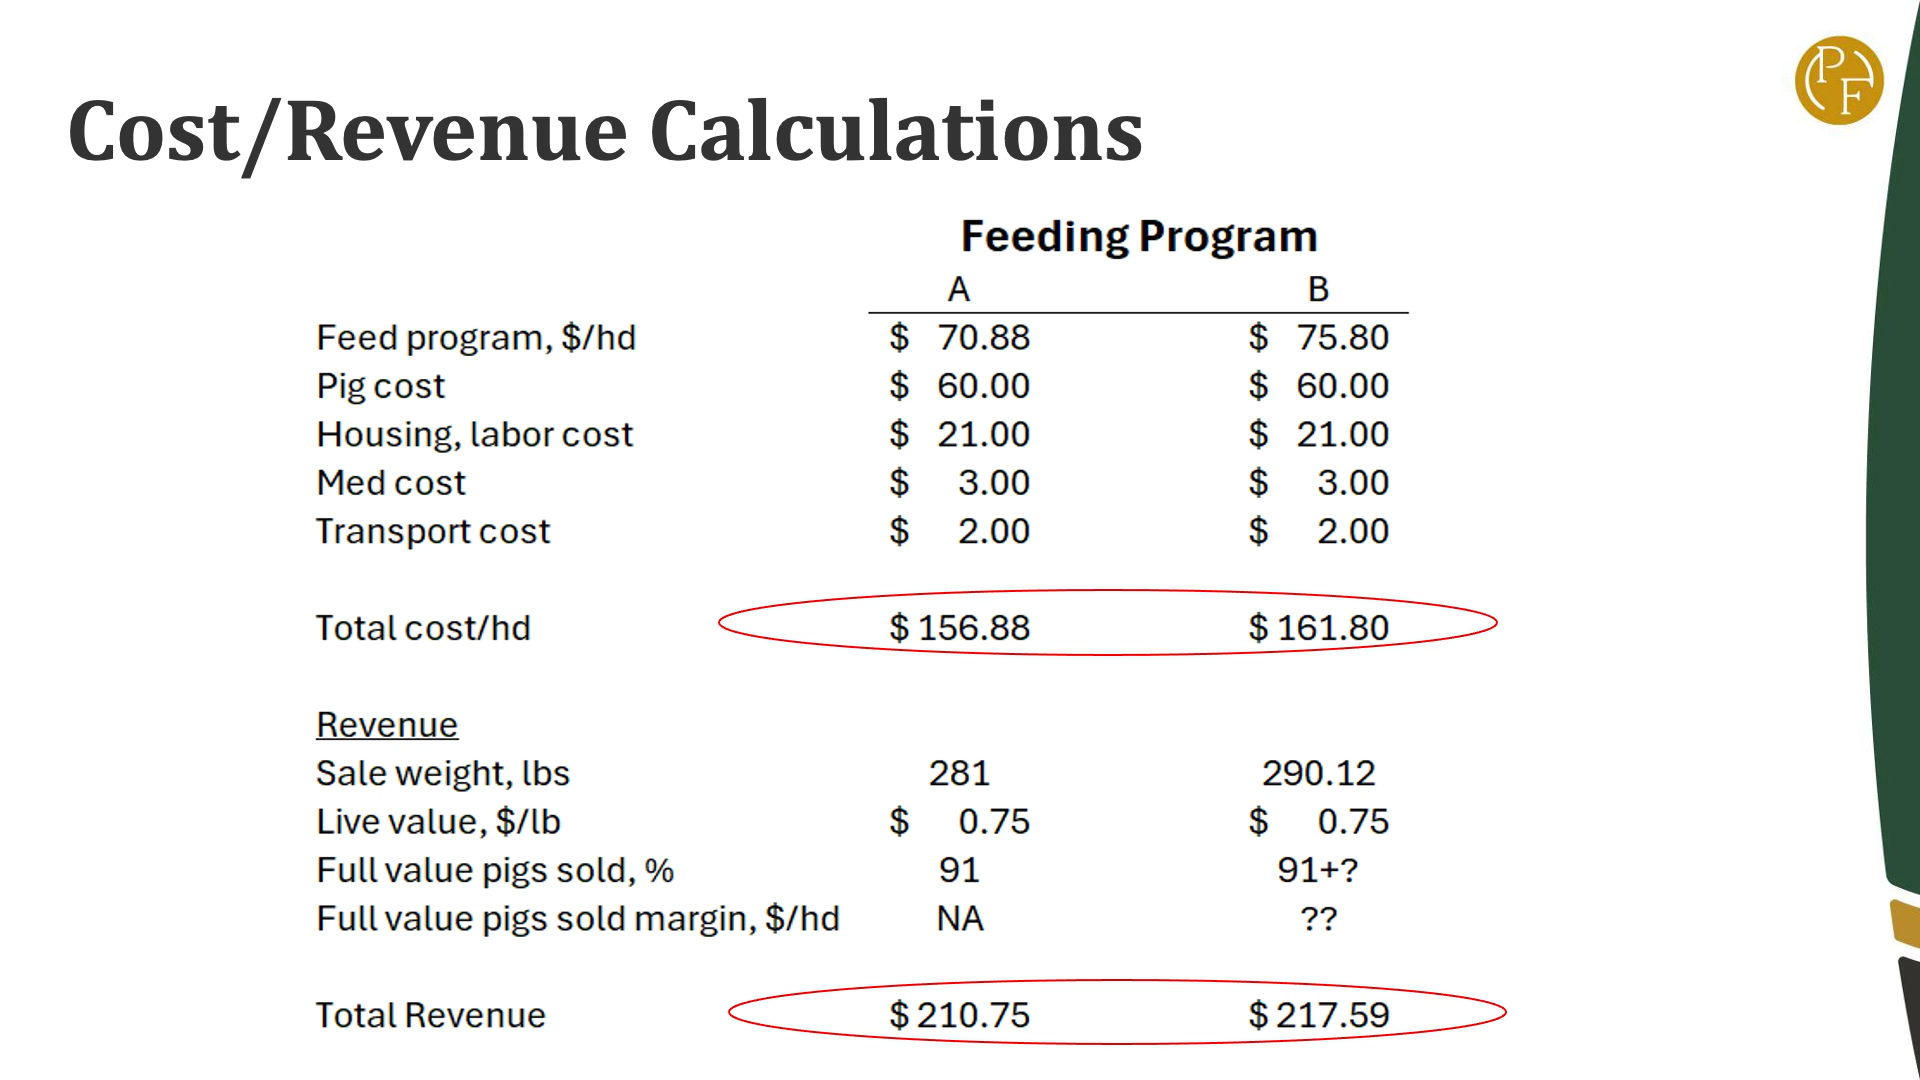 PF
Cost/Revenue Calculations
Feeding Program
A B
Feed program, $/hd $ 70.88 $ 75.80
Pig cost $ 60.00 $ 60.00
Housing, labor cost $ 21.00 $ 21.00
Med cost $ 3.00 $ 3.00
Transport cost $ 2.00 $ 2.00
Total cost/hd $ 156.88 $ 161.80
Revenue
Sale weight, lbs 281 290.12
Live value, $/lb $ 0.75 $ 0.75
Full value pigs sold, % 91 91+?
Full value pigs sold margin, $/hd NA ??
Total Revenue $ 210.75 $ 217.59